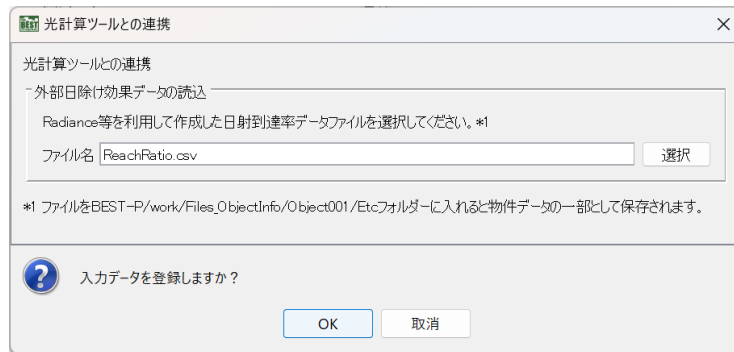 BEST 光計算ツールとの連携
光計算ツールとの連携
外部日除け効果データの読込
Radiance等を利用して作成した日射到達率データファイルを選択してください。*1
ファイル名 ReachRatio.csv 選択
*1 ファイルをBEST-P/work/Files_ObjectInfo/Object001/Etcフォルダーに入れると物件データの一部として保存されます。
入力データを登録しますか？
OK 取消